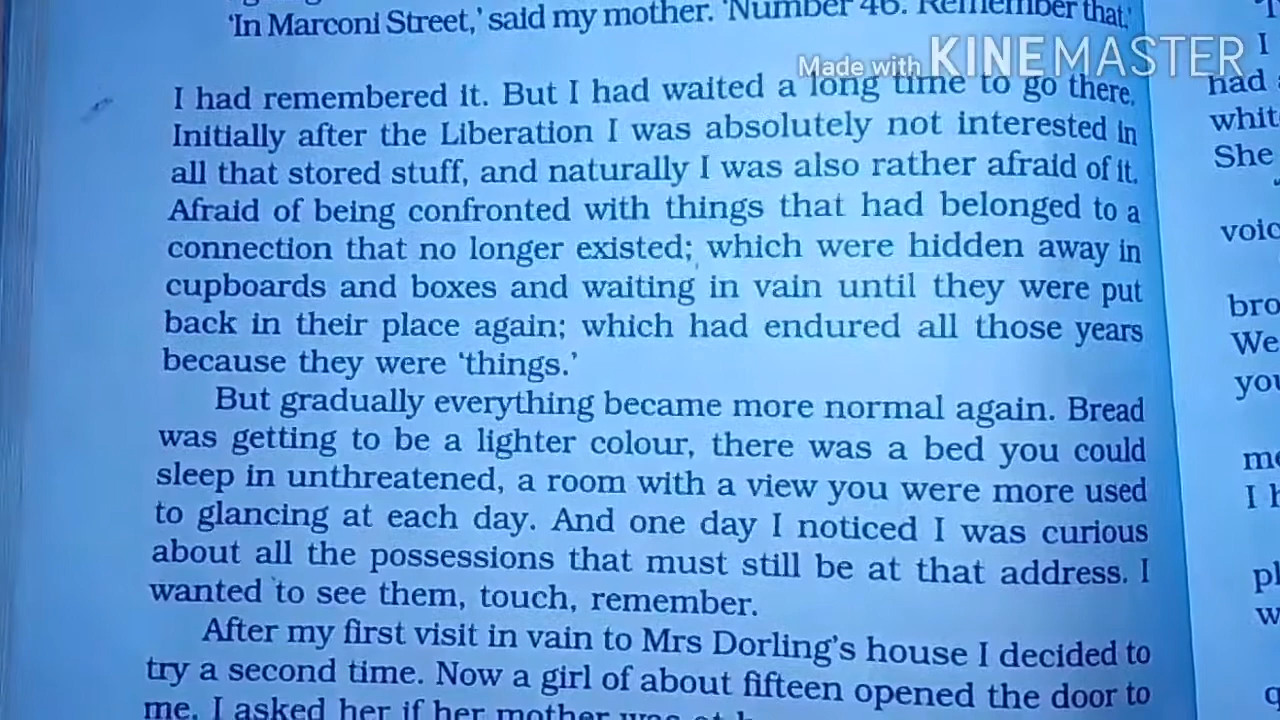 'In Marconi Street,' said my mother. 'Number 46. Remember that.'
Made with KINEMASTER
I had remembered it. But I had waited a long time to go there.
Initially after the Liberation I was absolutely not interested in
all that stored stuff, and naturally I was also rather afraid of it.
Afraid of being confronted with things that had belonged to a
connection that no longer existed; which were hidden away in
cupboards and boxes and waiting in vain until they were put
back in their place again; which had endured all those years
because they were 'things.'
But gradually everything became more normal again. Bread
was getting to be a lighter colour, there was a bed you could
sleep in unthreatened, a room with a view you were more used
to glancing at each day. And one day I noticed I was curious
about all the possessions that must still be at that address. I
wanted to see them, touch, remember.
After my first visit in vain to Mrs Dorling's house I decided to
try a second time. Now a girl of about fifteen opened the door to
me. I asked her if her mother was at
I
had
She
We